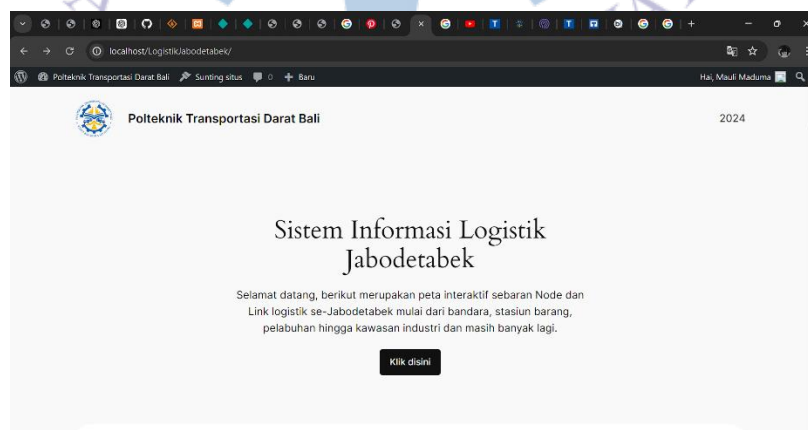 localhost/Logistik/jabodetabek/
Polteknik Transportasi Darat Bali Sunting situs 0 + Baru Hai, Mauli Maduma
Polteknik Transportasi Darat Bali 2024
Sistem Informasi Logistik
Jabodetabek
Selamat datang, berikut merupakan peta interaktif sebaran Node dan
Link logistik se-Jabodetabek mulai dari bandara, stasiun barang,
pelabuhan hingga kawasan industri dan masih banyak lagi.
Klik disini